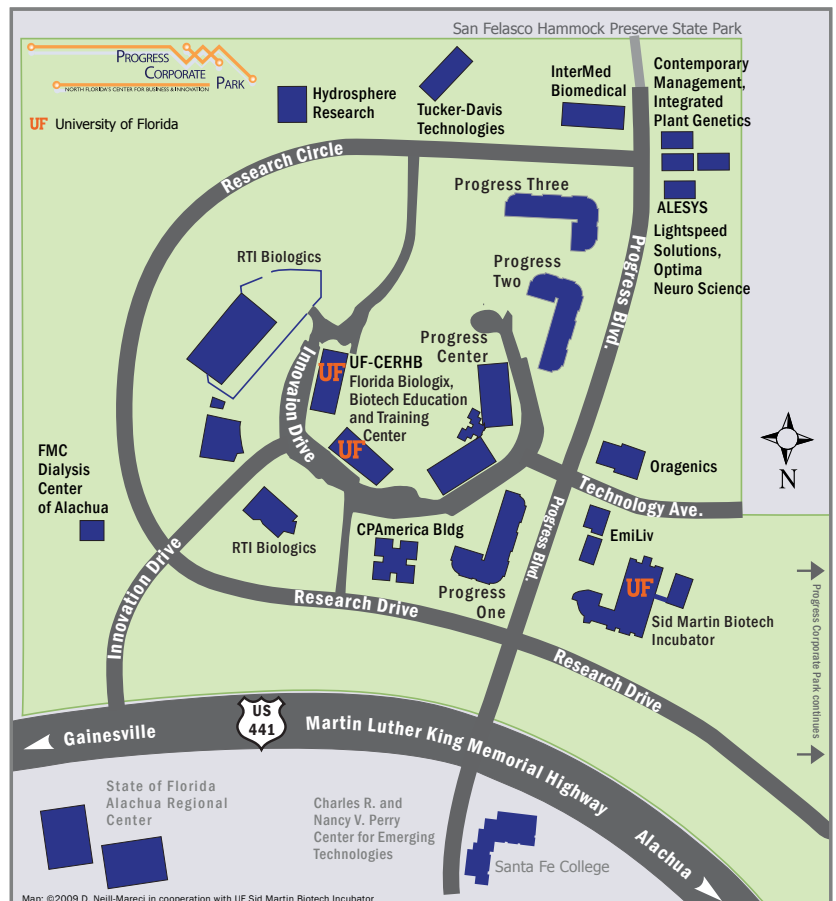 San Felasco Hammock Preserve State Park
PROGRESS
CORPORATE
PARK
NORTH FLORIDA'S CENTER FOR BUSINESS & INNOVATION
UF University of Florida
Hydrosphere
Research
Tucker-Davis
Technologies
InterMed
Biomedical
Contemporary
Management,
Integrated
Plant Genetics
ALESYS
Lightspeed
Solutions,
Optima
Neuro Science
Research Circle
Progress Three
Progress
Two
Progress Blvd.
RTI Biologics
Innovaion Drive
Progress
Center
UF
UF-CERHB
Florida Biologix,
Biotech Education
and Training
Center
UF
FMC
Dialysis
Center
of Alachua
Oragenics
N
Technology Ave.
Progress Blvd.
EmiLiv
RTI Biologics
CPAmerica Bldg
Progress
One
UF
Sid Martin Biotech
Incubator
Innovation Drive
Research Drive
Research Drive
Progress Corporate Park continues
Gainesville
US
441
Martin Luther King Memorial Highway
Alachua
State of Florida
Alachua Regional
Center
Charles R. and
Nancy V. Perry
Center for Emerging
Technologies
Santa Fe College
Map: ©2009 D. Neill-Mareci in cooperation with UF Sid Martin Biotech Incubator